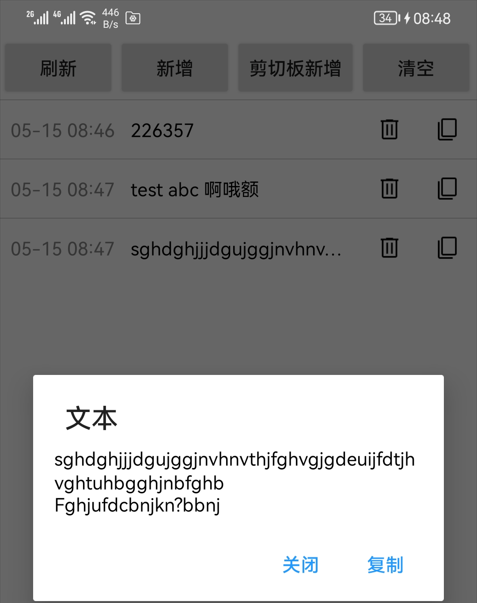 2G 4G 446 B/s 34 08:48
刷新 新增 剪切板新增 清空
05-15 08:46 226357
05-15 08:47 test abc 啊哦额
05-15 08:47 sghdghjjjdgujggjnvhnv...
文本
sghdghjjjdgujggjnvhnvthjfghvgjgdeuijfdtjh
vghtuhbgghjnbfghb
Fghjufdcbnjkn?bbnj
关闭 复制